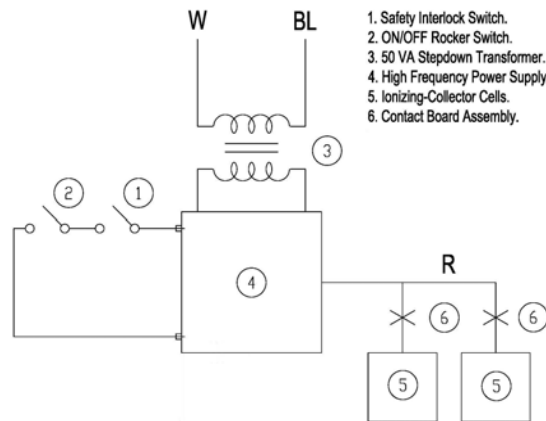 W BL
1. Safety Interlock Switch.
2. ON/OFF Rocker Switch.
3. 50 VA Stepdown Transformer.
4. High Frequency Power Supply
5. Ionizing-Collector Cells.
6. Contact Board Assembly.
3
2 1
4
R
6 6
5 5